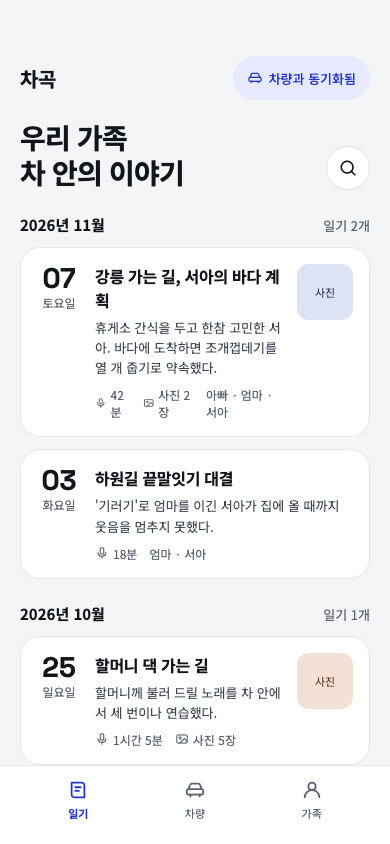 차곡
차량과 동기화됨
우리 가족
차 안의 이야기
2026년 11월
일기 2개
07
토요일
강릉 가는 길, 서아의 바다 계
획
휴게소 간식을 두고 한참 고민한 서
아. 바다에 도착하면 조개껍데기를
열 개 줍기로 약속했다.
42
분
사진 2
장
아빠 · 엄마 ·
서아
사진
03
화요일
하원길 끝말잇기 대결
'기러기'로 엄마를 이긴 서아가 집에 올 때까지
웃음을 멈추지 못했다.
18분
엄마 · 서아
2026년 10월
일기 1개
25
일요일
할머니 댁 가는 길
할머니께 불러 드릴 노래를 차 안에
서 세 번이나 연습했다.
1시간 5분
사진 5장
사진
일기
차량
가족